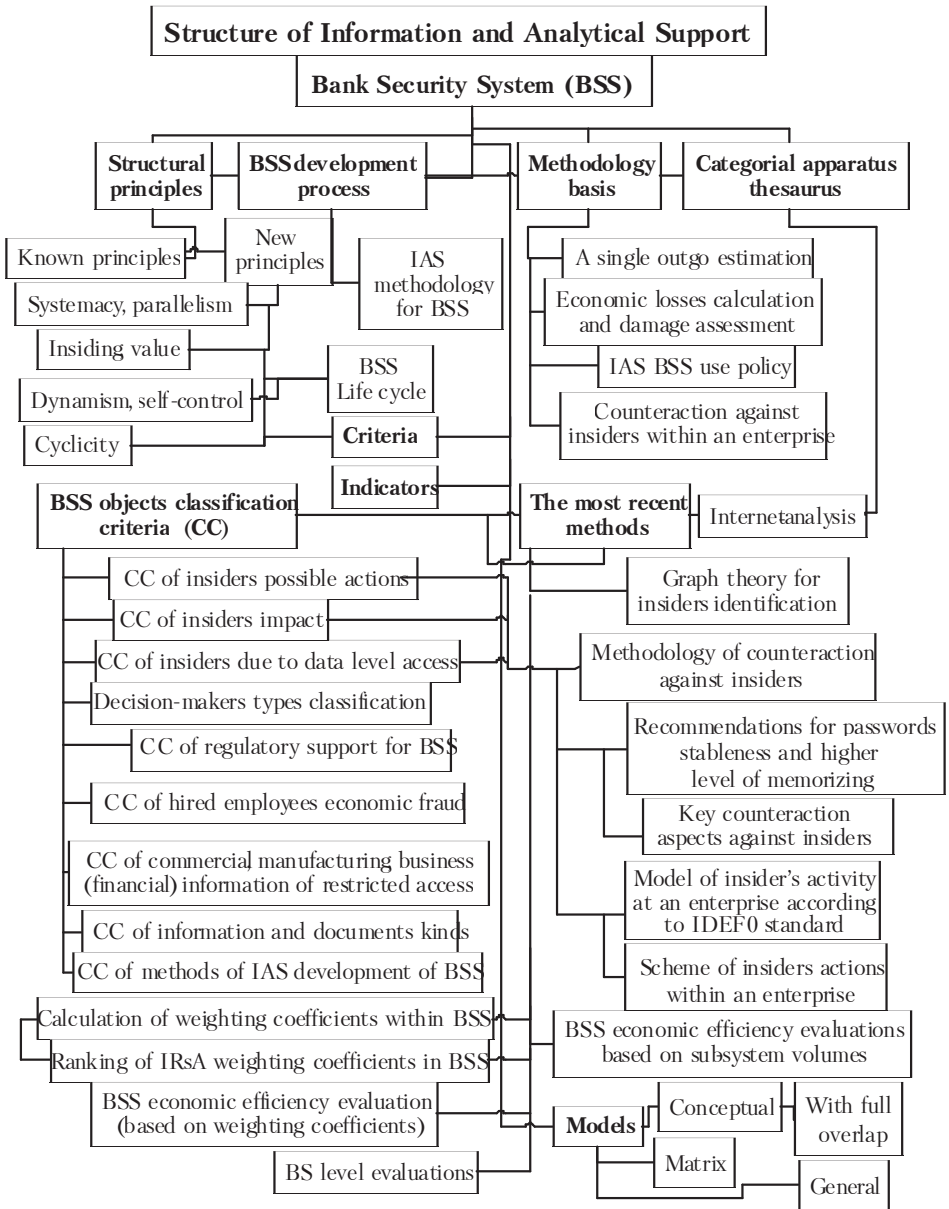 Structure of Information and Analytical Support
Bank Security System (BSS)
Structural
principles
BSS development
process
Methodology
basis
Categorial apparatus
thesaurus
Known principles
New
principles
IAS
methodology
for BSS
A single outgo estimation
Systemacy, parallelism
Economic losses calculation
and damage assessment
Insiding value
BSS
Life cycle
IAS BSS use policy
Dynamism, self-control
Counteraction against
insiders within an enterprise
Cyclicity
Criteria
Indicators
BSS objects classification
criteria (CC)
The most recent
methods
Internetanalysis
CC of insiders possible actions
Graph theory for
insiders identification
CC of insiders impact
CC of insiders due to data level access
Methodology of counteraction
against insiders
Decision-makers types classification
CC of regulatory support for BSS
Recommendations for passwords
stableness and higher
level of memorizing
CC of hired employees economic fraud
Key counteraction
aspects against insiders
CC of commercial, manufacturing business
(financial) information of restricted access
Model of insider's activity
at an enterprise according
to IDEF0 standard
CC of information and documents kinds
CC of methods of IAS development of BSS
Scheme of insiders actions
within an enterprise
Calculation of weighting coefficients within BSS
BSS economic efficiency evaluations
based on subsystem volumes
Ranking of IRsA weighting coefficients in BSS
BSS economic efficiency evaluation
(based on weighting coefficients)
Models
Conceptual
With full
overlap
BS level evaluations
Matrix
General